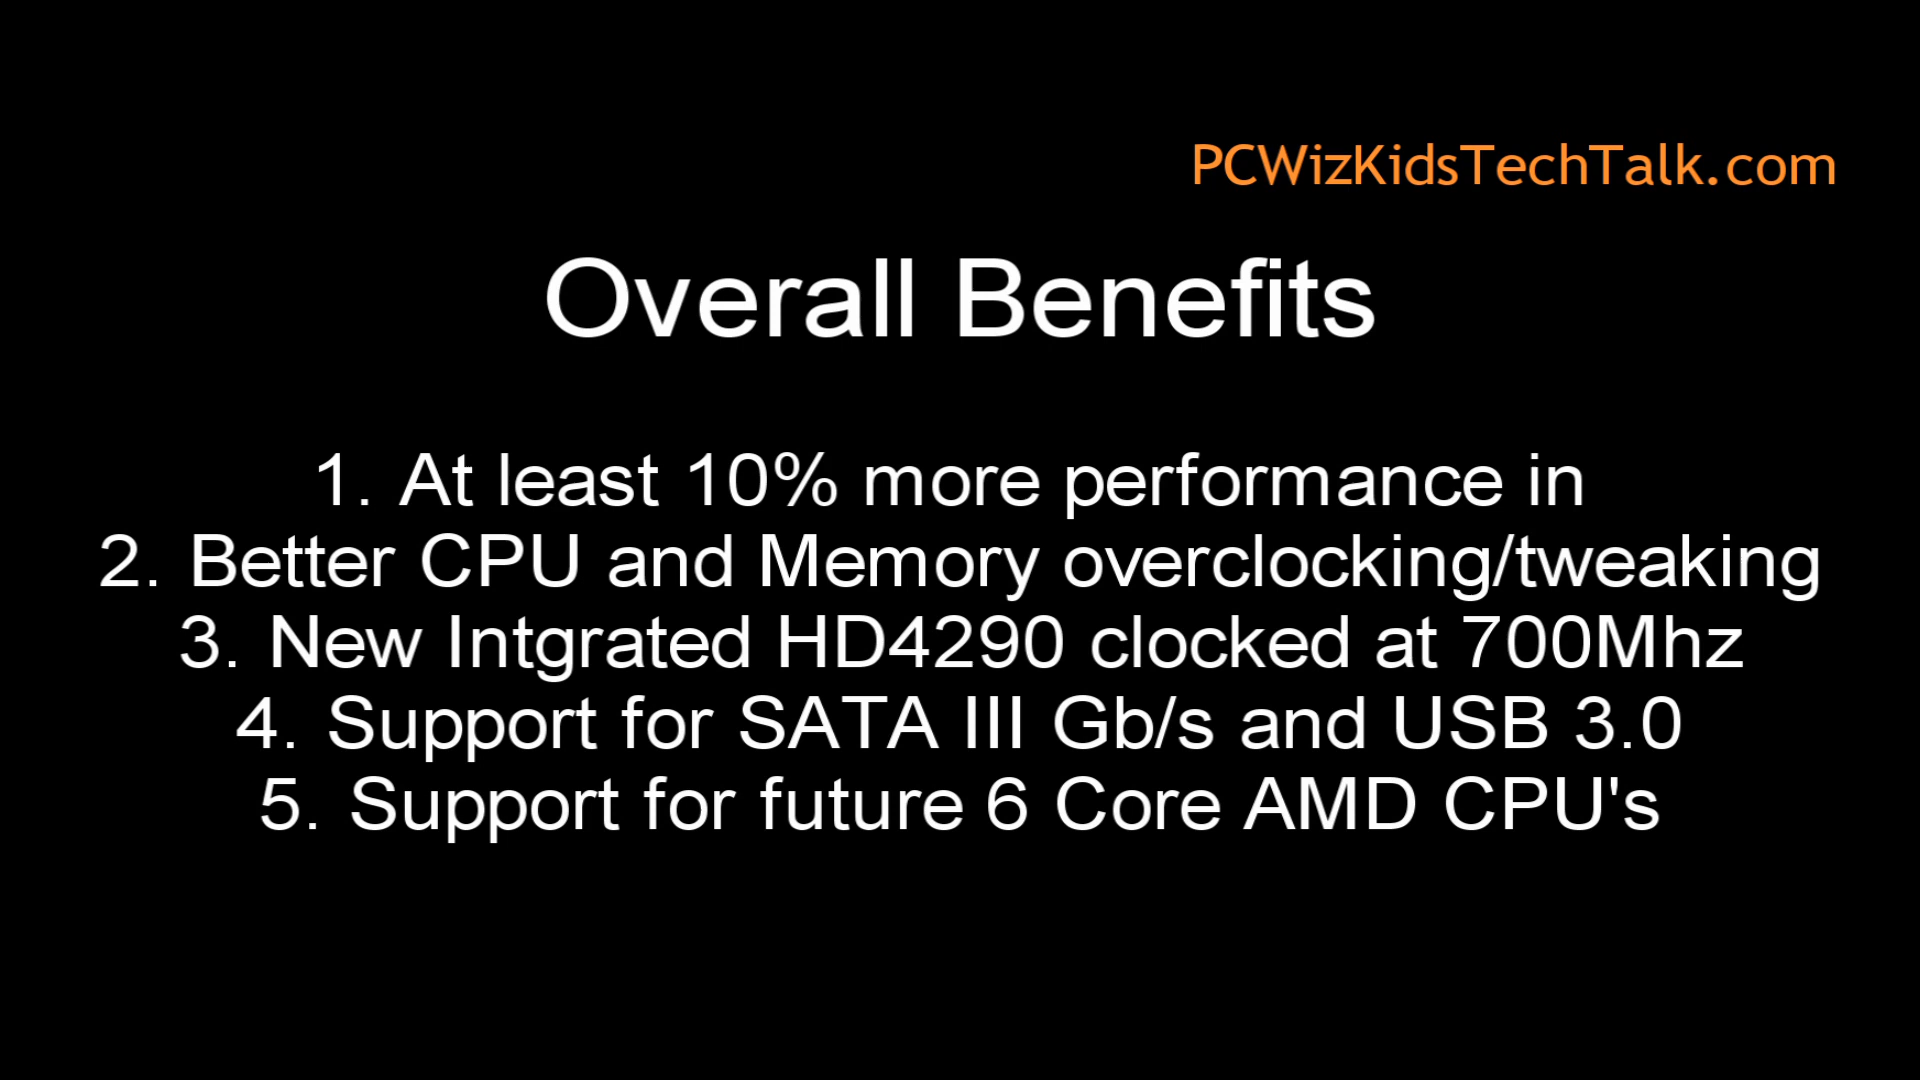 PCWizKidsTechTalk.com
Overall Benefits
1. At least 10% more performance in
2. Better CPU and Memory overclocking/tweaking
3. New Intgrated HD4290 clocked at 700Mhz
4. Support for SATA III Gb/s and USB 3.0
5. Support for future 6 Core AMD CPU's